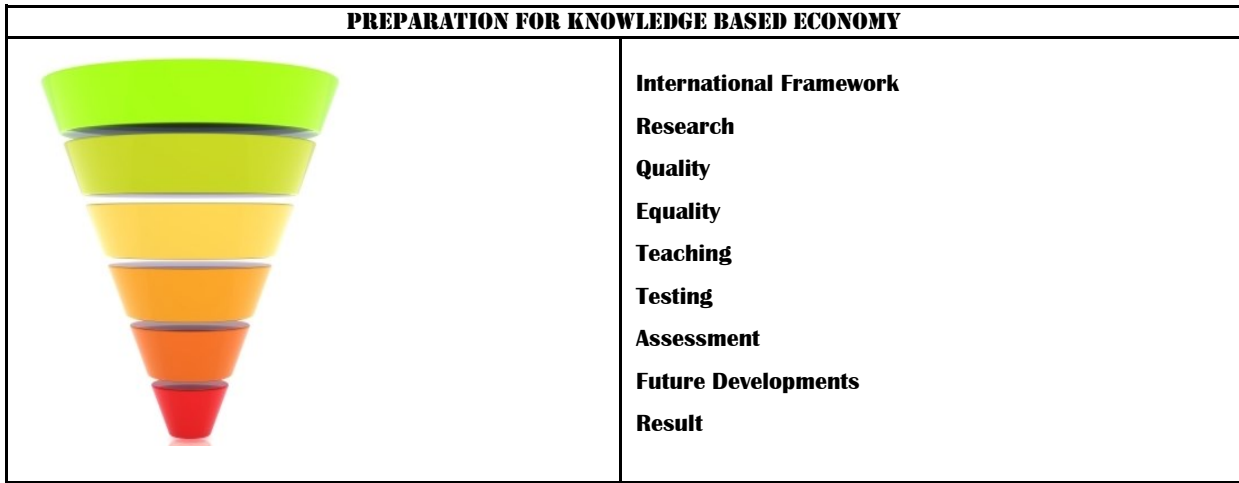 PREPARATION FOR KNOWLEDGE BASED ECONOMY
International Framework
Research
Quality
Equality
Teaching
Testing
Assessment
Future Developments
Result